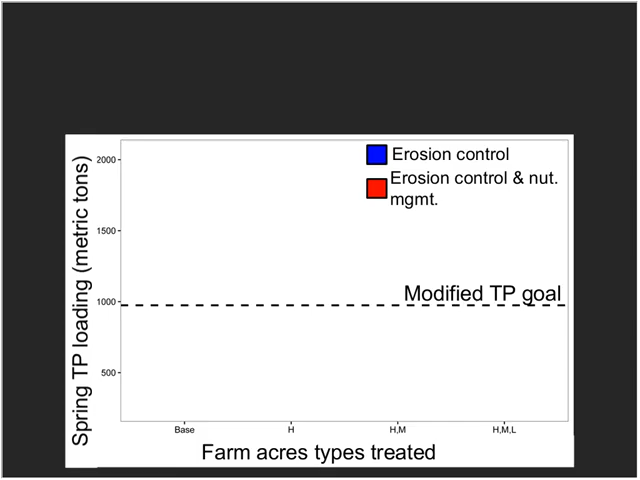 Erosion control
Erosion control & nut.
mgmt.
Spring TP loading (metric tons)
2000
1500
1000
500
Modified TP goal
Base H H,M H,M,L
Farm acres types treated